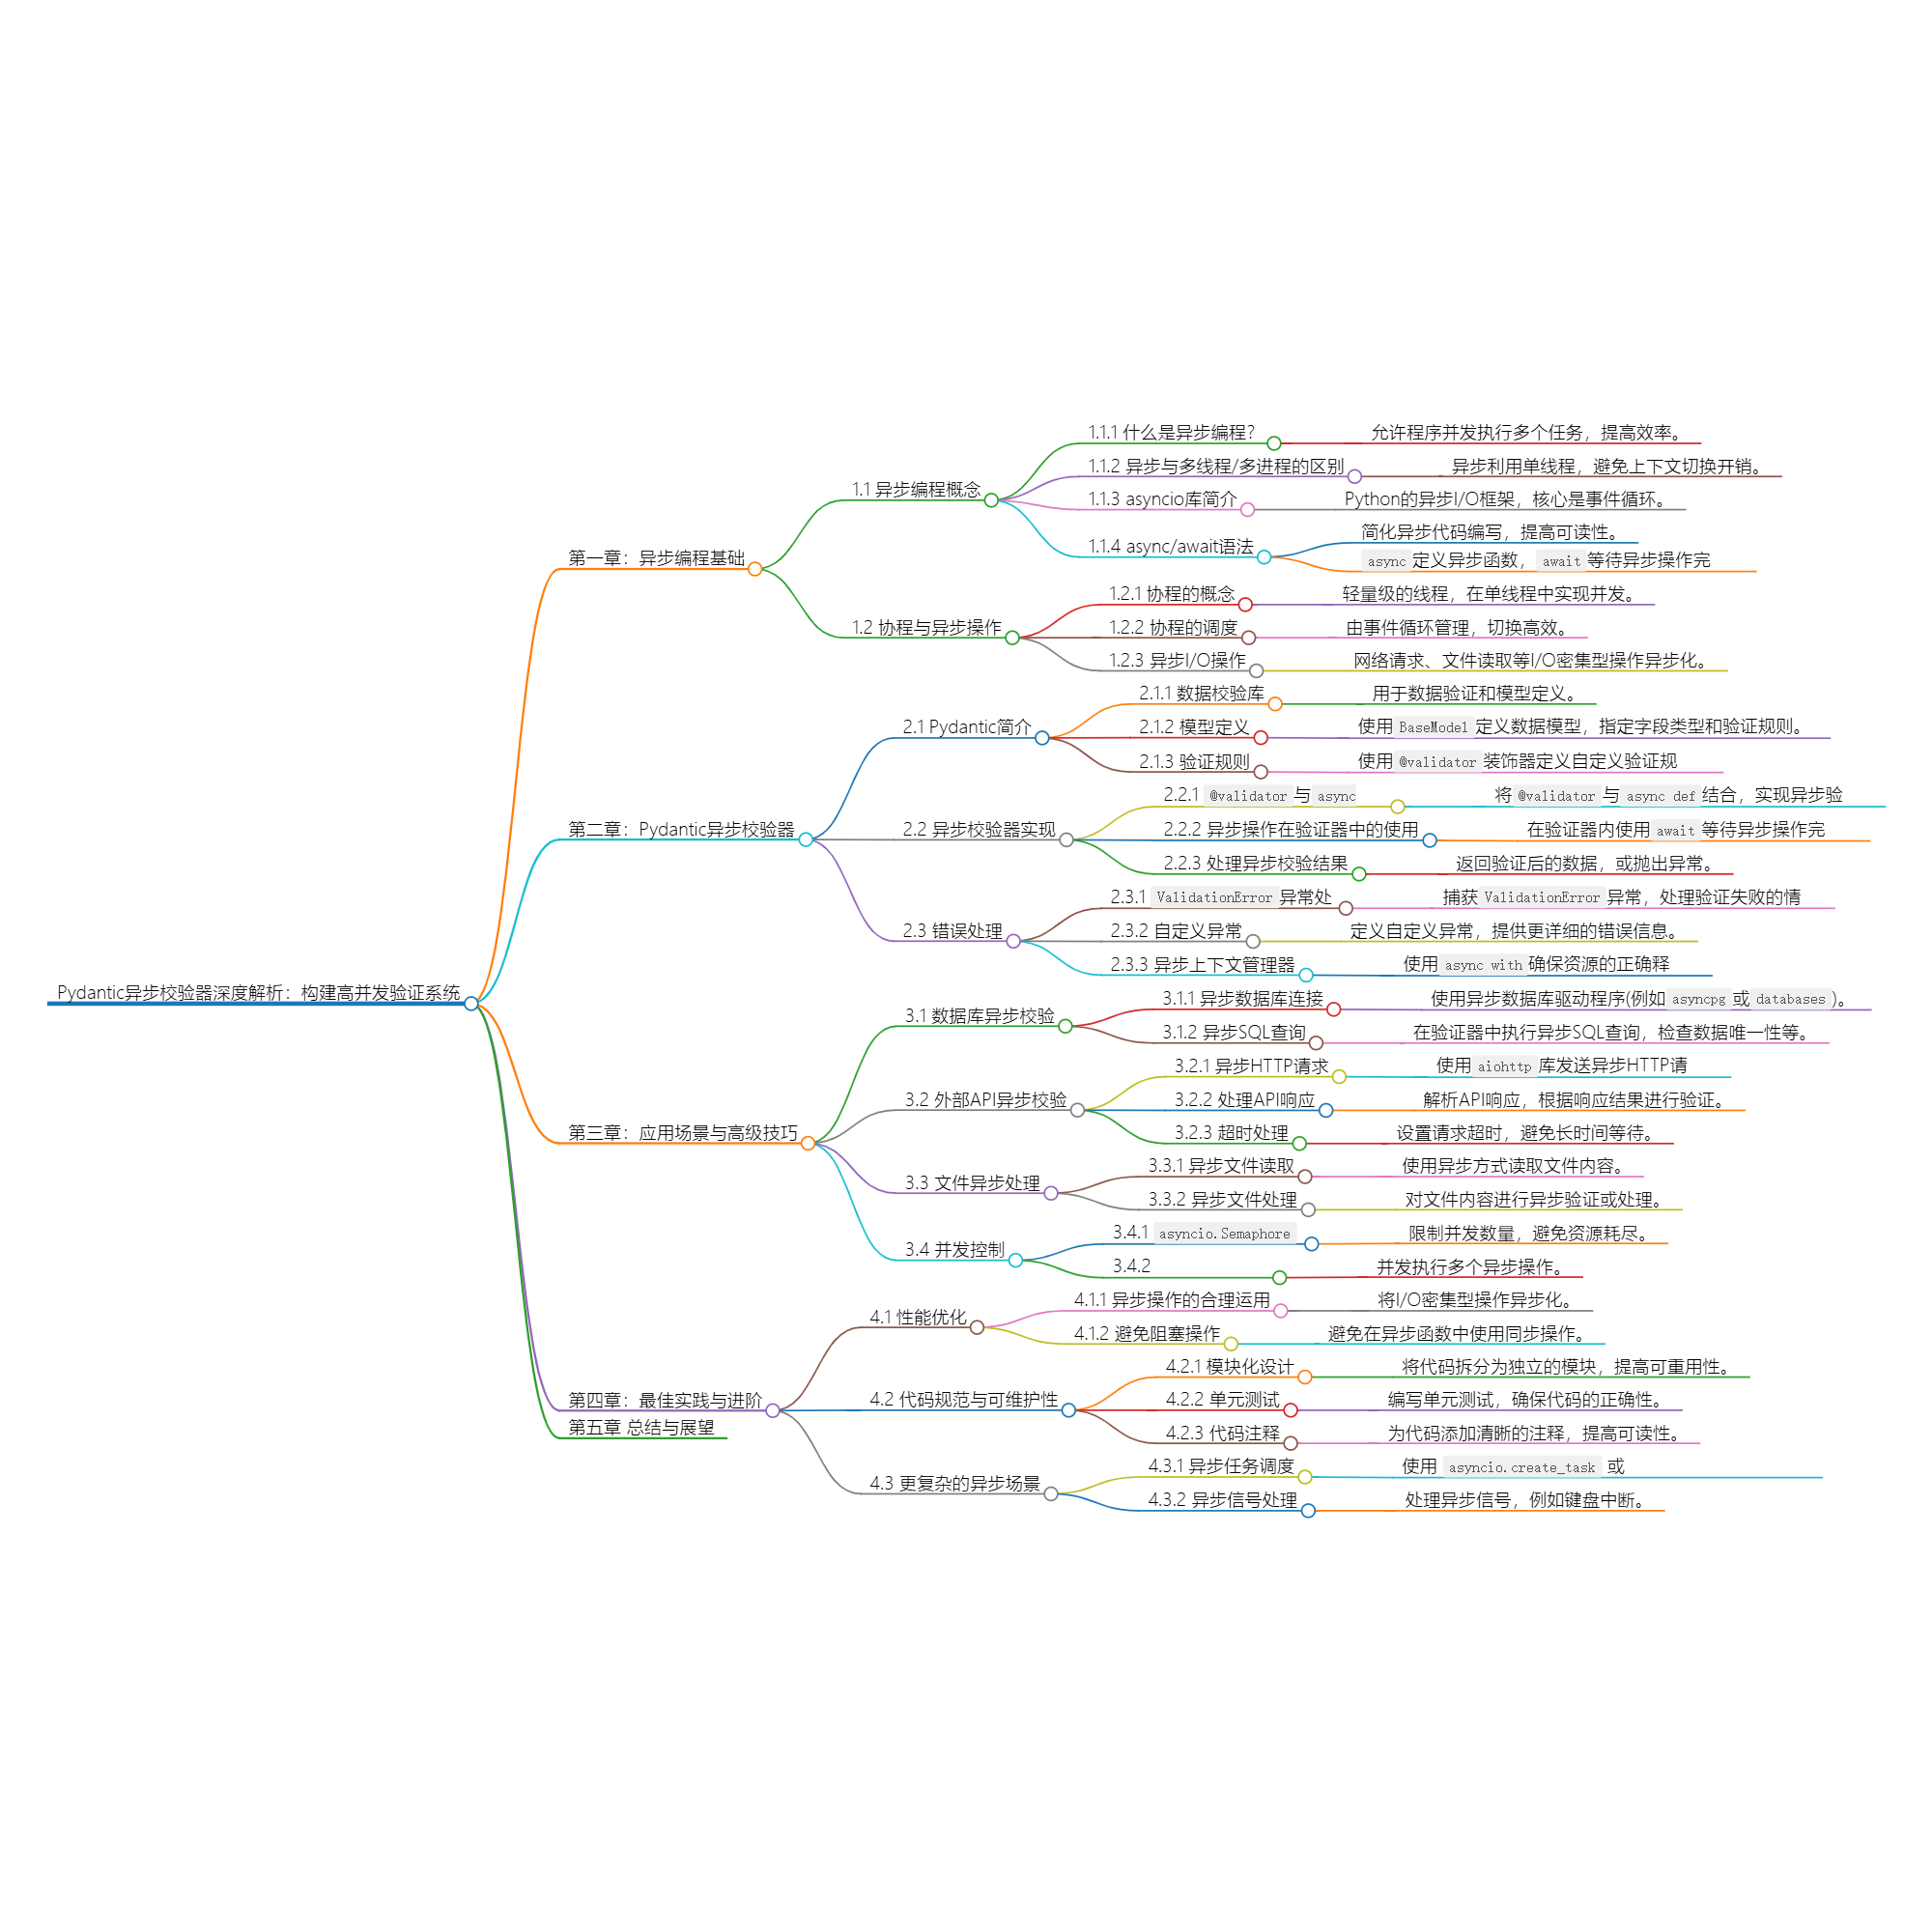 Pydantic异步校验器深度解析：构建高并发验证系统
第一章：异步编程基础
1.1 异步编程概念
1.1.1 什么是异步编程？
允许程序并发执行多个任务，提高效率。
1.1.2 异步与多线程/多进程的区别
异步利用单线程，避免上下文切换开销。
1.1.3 asyncio库简介
Python的异步I/O框架，核心是事件循环。
1.1.4 async/await语法
简化异步代码编写，提高可读性。
async 定义异步函数，await 等待异步操作完
1.2 协程与异步操作
1.2.1 协程的概念
轻量级的线程，在单线程中实现并发。
1.2.2 协程的调度
由事件循环管理，切换高效。
1.2.3 异步I/O操作
网络请求、文件读取等I/O密集型操作异步化。
第二章：Pydantic异步校验器
2.1 Pydantic简介
2.1.1 数据校验库
用于数据验证和模型定义。
2.1.2 模型定义
使用 BaseModel 定义数据模型，指定字段类型和验证规则。
2.1.3 验证规则
使用 @validator 装饰器定义自定义验证规
2.2 异步校验器实现
2.2.1 @validator 与 async
将 @validator 与 async def 结合，实现异步验
2.2.2 异步操作在验证器中的使用
在验证器内使用 await 等待异步操作完
2.2.3 处理异步校验结果
返回验证后的数据，或抛出异常。
2.3 错误处理
2.3.1 ValidationError 异常处
捕获 ValidationError 异常，处理验证失败的情
2.3.2 自定义异常
定义自定义异常，提供更详细的错误信息。
2.3.3 异步上下文管理器
使用 async with 确保资源的正确释
第三章：应用场景与高级技巧
3.1 数据库异步校验
3.1.1 异步数据库连接
使用异步数据库驱动程序(例如 asyncpg 或 databases )。
3.1.2 异步SQL查询
在验证器中执行异步SQL查询，检查数据唯一性等。
3.2 外部API异步校验
3.2.1 异步HTTP请求
使用 aiohttp 库发送异步HTTP请
3.2.2 处理API响应
解析API响应，根据响应结果进行验证。
3.2.3 超时处理
设置请求超时，避免长时间等待。
3.3 文件异步处理
3.3.1 异步文件读取
使用异步方式读取文件内容。
3.3.2 异步文件处理
对文件内容进行异步验证或处理。
3.4 并发控制
3.4.1 asyncio.Semaphore
限制并发数量，避免资源耗尽。
3.4.2
并发执行多个异步操作。
第四章：最佳实践与进阶
4.1 性能优化
4.1.1 异步操作的合理运用
将I/O密集型操作异步化。
4.1.2 避免阻塞操作
避免在异步函数中使用同步操作。
4.2 代码规范与可维护性
4.2.1 模块化设计
将代码拆分为独立的模块，提高可重用性。
4.2.2 单元测试
编写单元测试，确保代码的正确性。
4.2.3 代码注释
为代码添加清晰的注释，提高可读性。
4.3 更复杂的异步场景
4.3.1 异步任务调度
使用 asyncio.create_task 或
4.3.2 异步信号处理
处理异步信号，例如键盘中断。
第五章 总结与展望